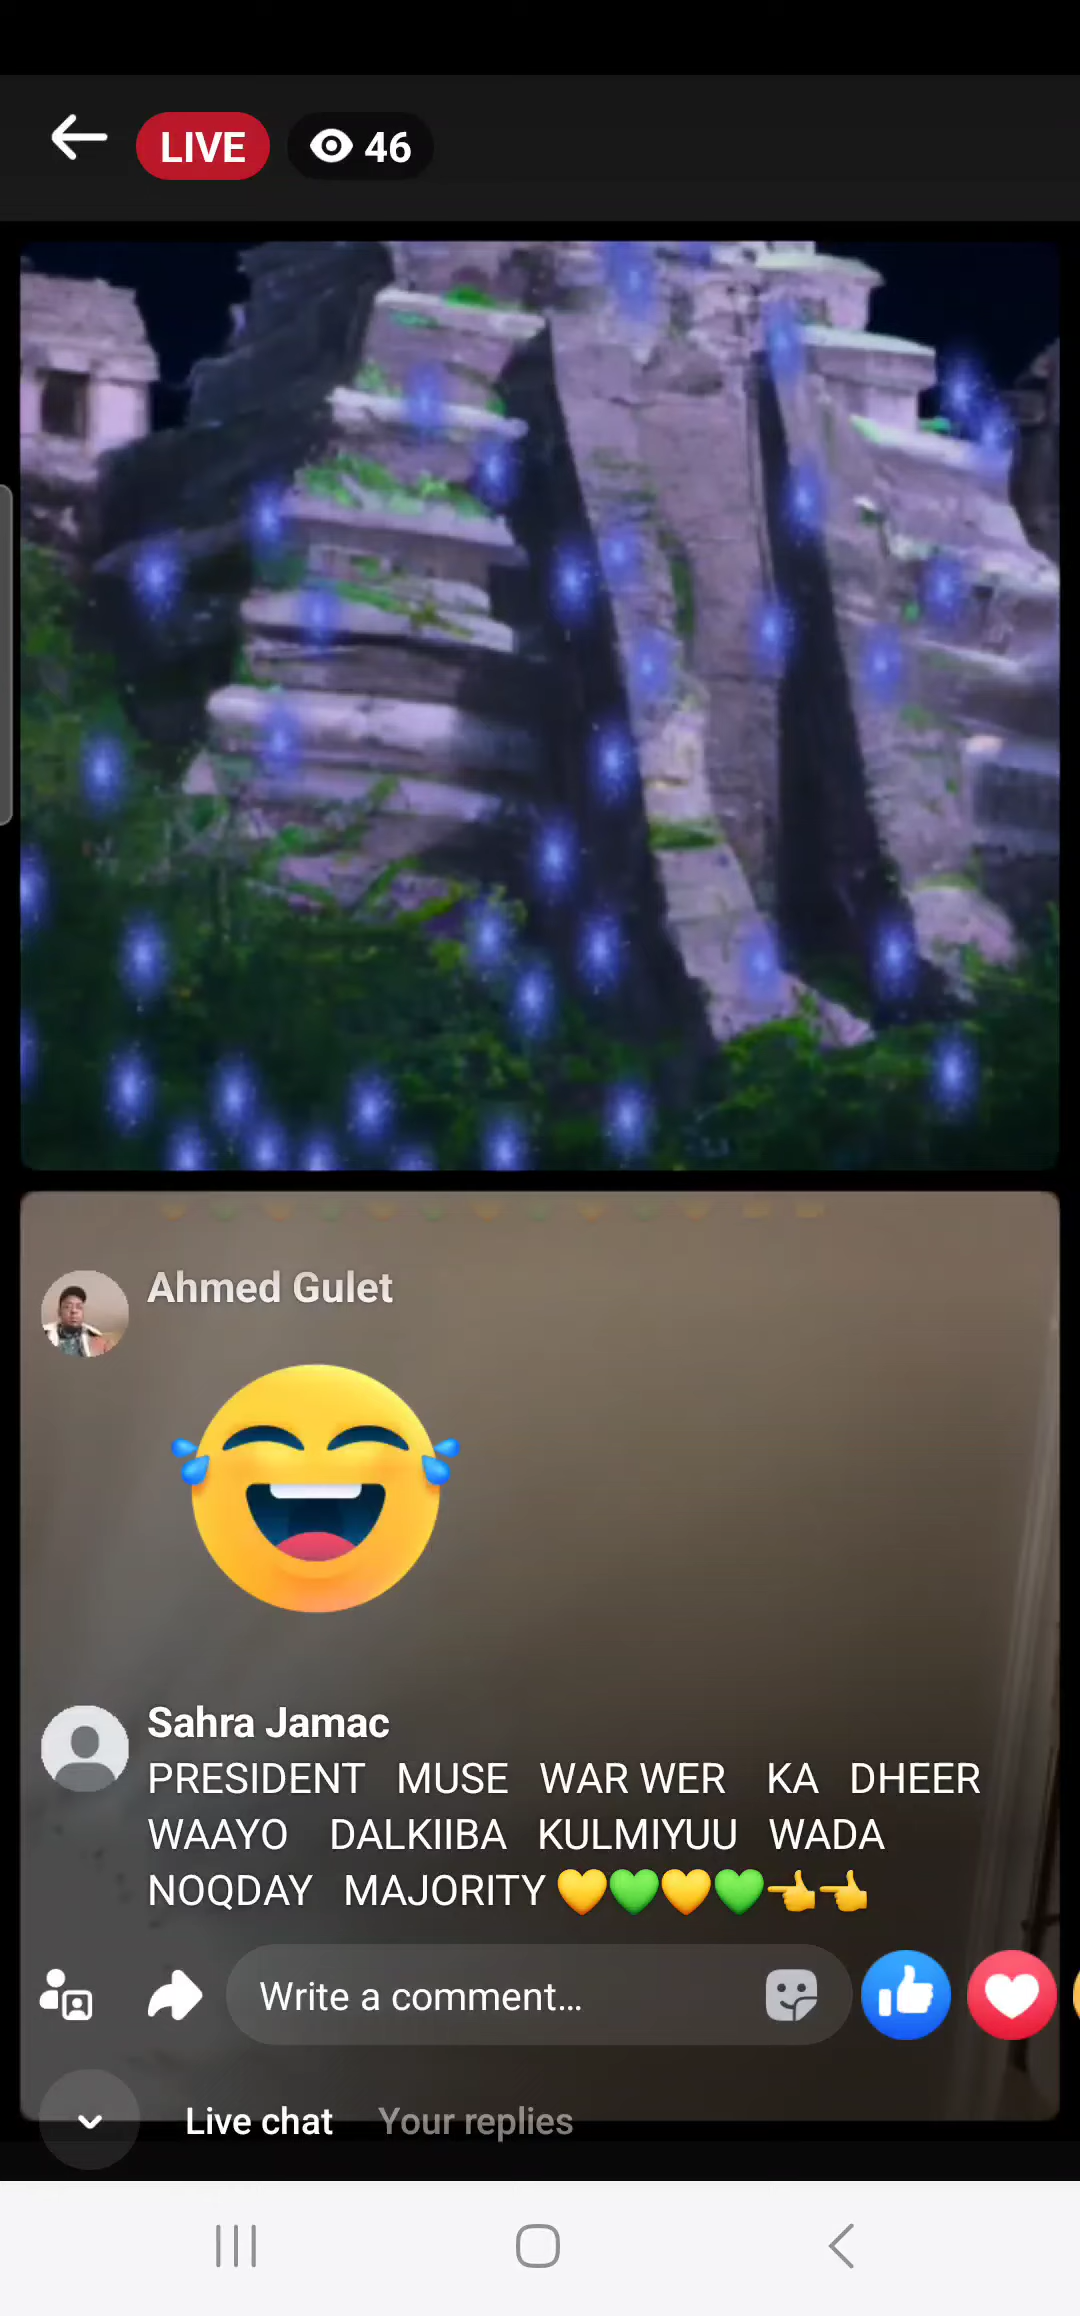 LIVE 46
Ahmed Gulet
😂
Sahra Jamac
PRESIDENT MUSE WAR WER KA DHEER
WAAYO DALKIIBA KULMIYUU WADA
NOQDAY MAJORITY 💛💚💛💚👈👈
Write a comment...
Live chat Your replies